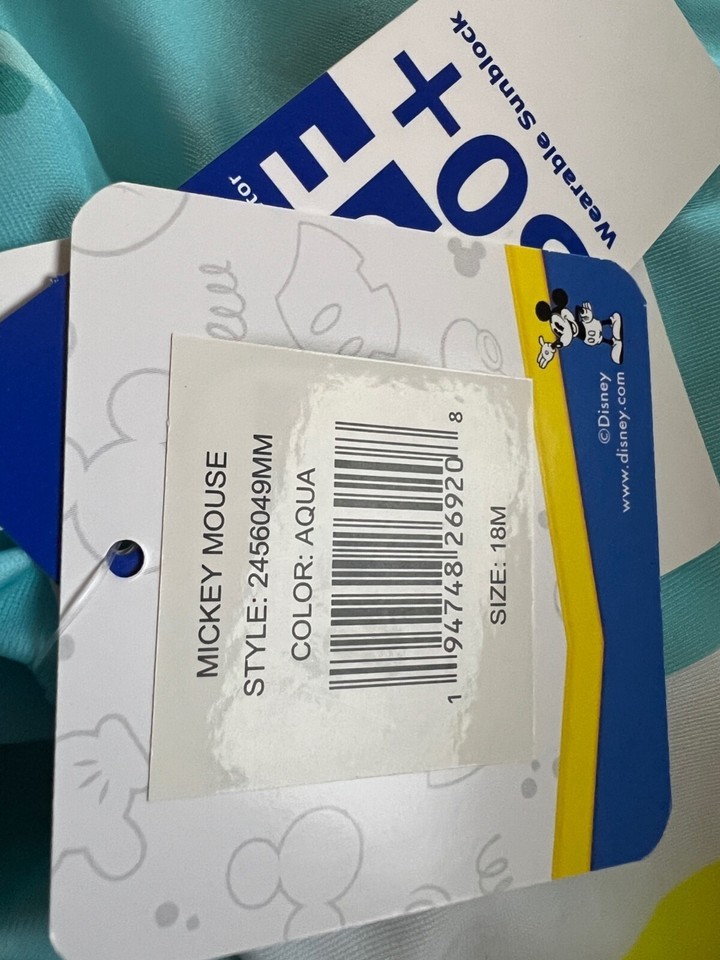 MICKEY MOUSE
STYLE: 2456049MM
COLOR: AQUA
1 94748 26920 8
SIZE: 18M
©Disney
www.disney.com
Wearable Sunblock